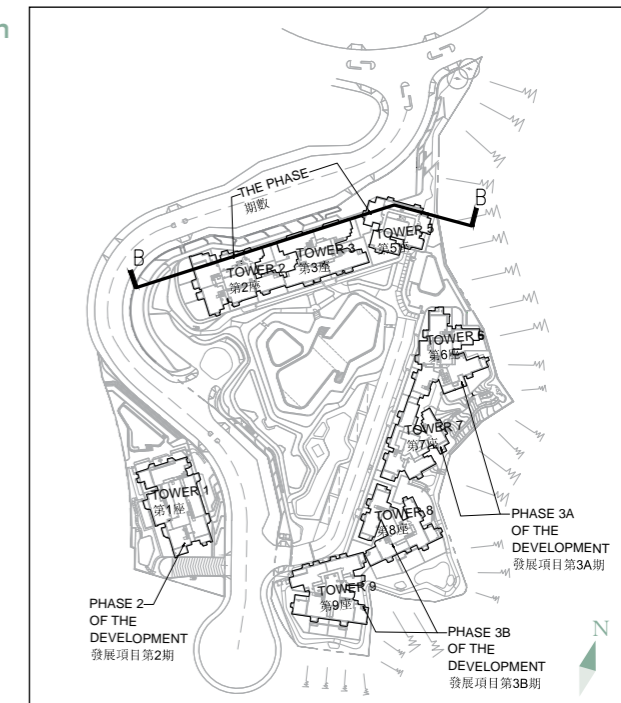 n
THE PHASE
期數
B
B
TOWER 5
第5座
TOWER 3
第3座
TOWER 2
第2座
TOWER 6
第6座
TOWER 7
第7座
TOWER 1
第1座
TOWER 8
第8座
PHASE 3A
OF THE
DEVELOPMENT
發展項目第3A期
TOWER 9
第9座
PHASE 2
OF THE
DEVELOPMENT
發展項目第2期
PHASE 3B
OF THE
DEVELOPMENT
發展項目第3B期
N